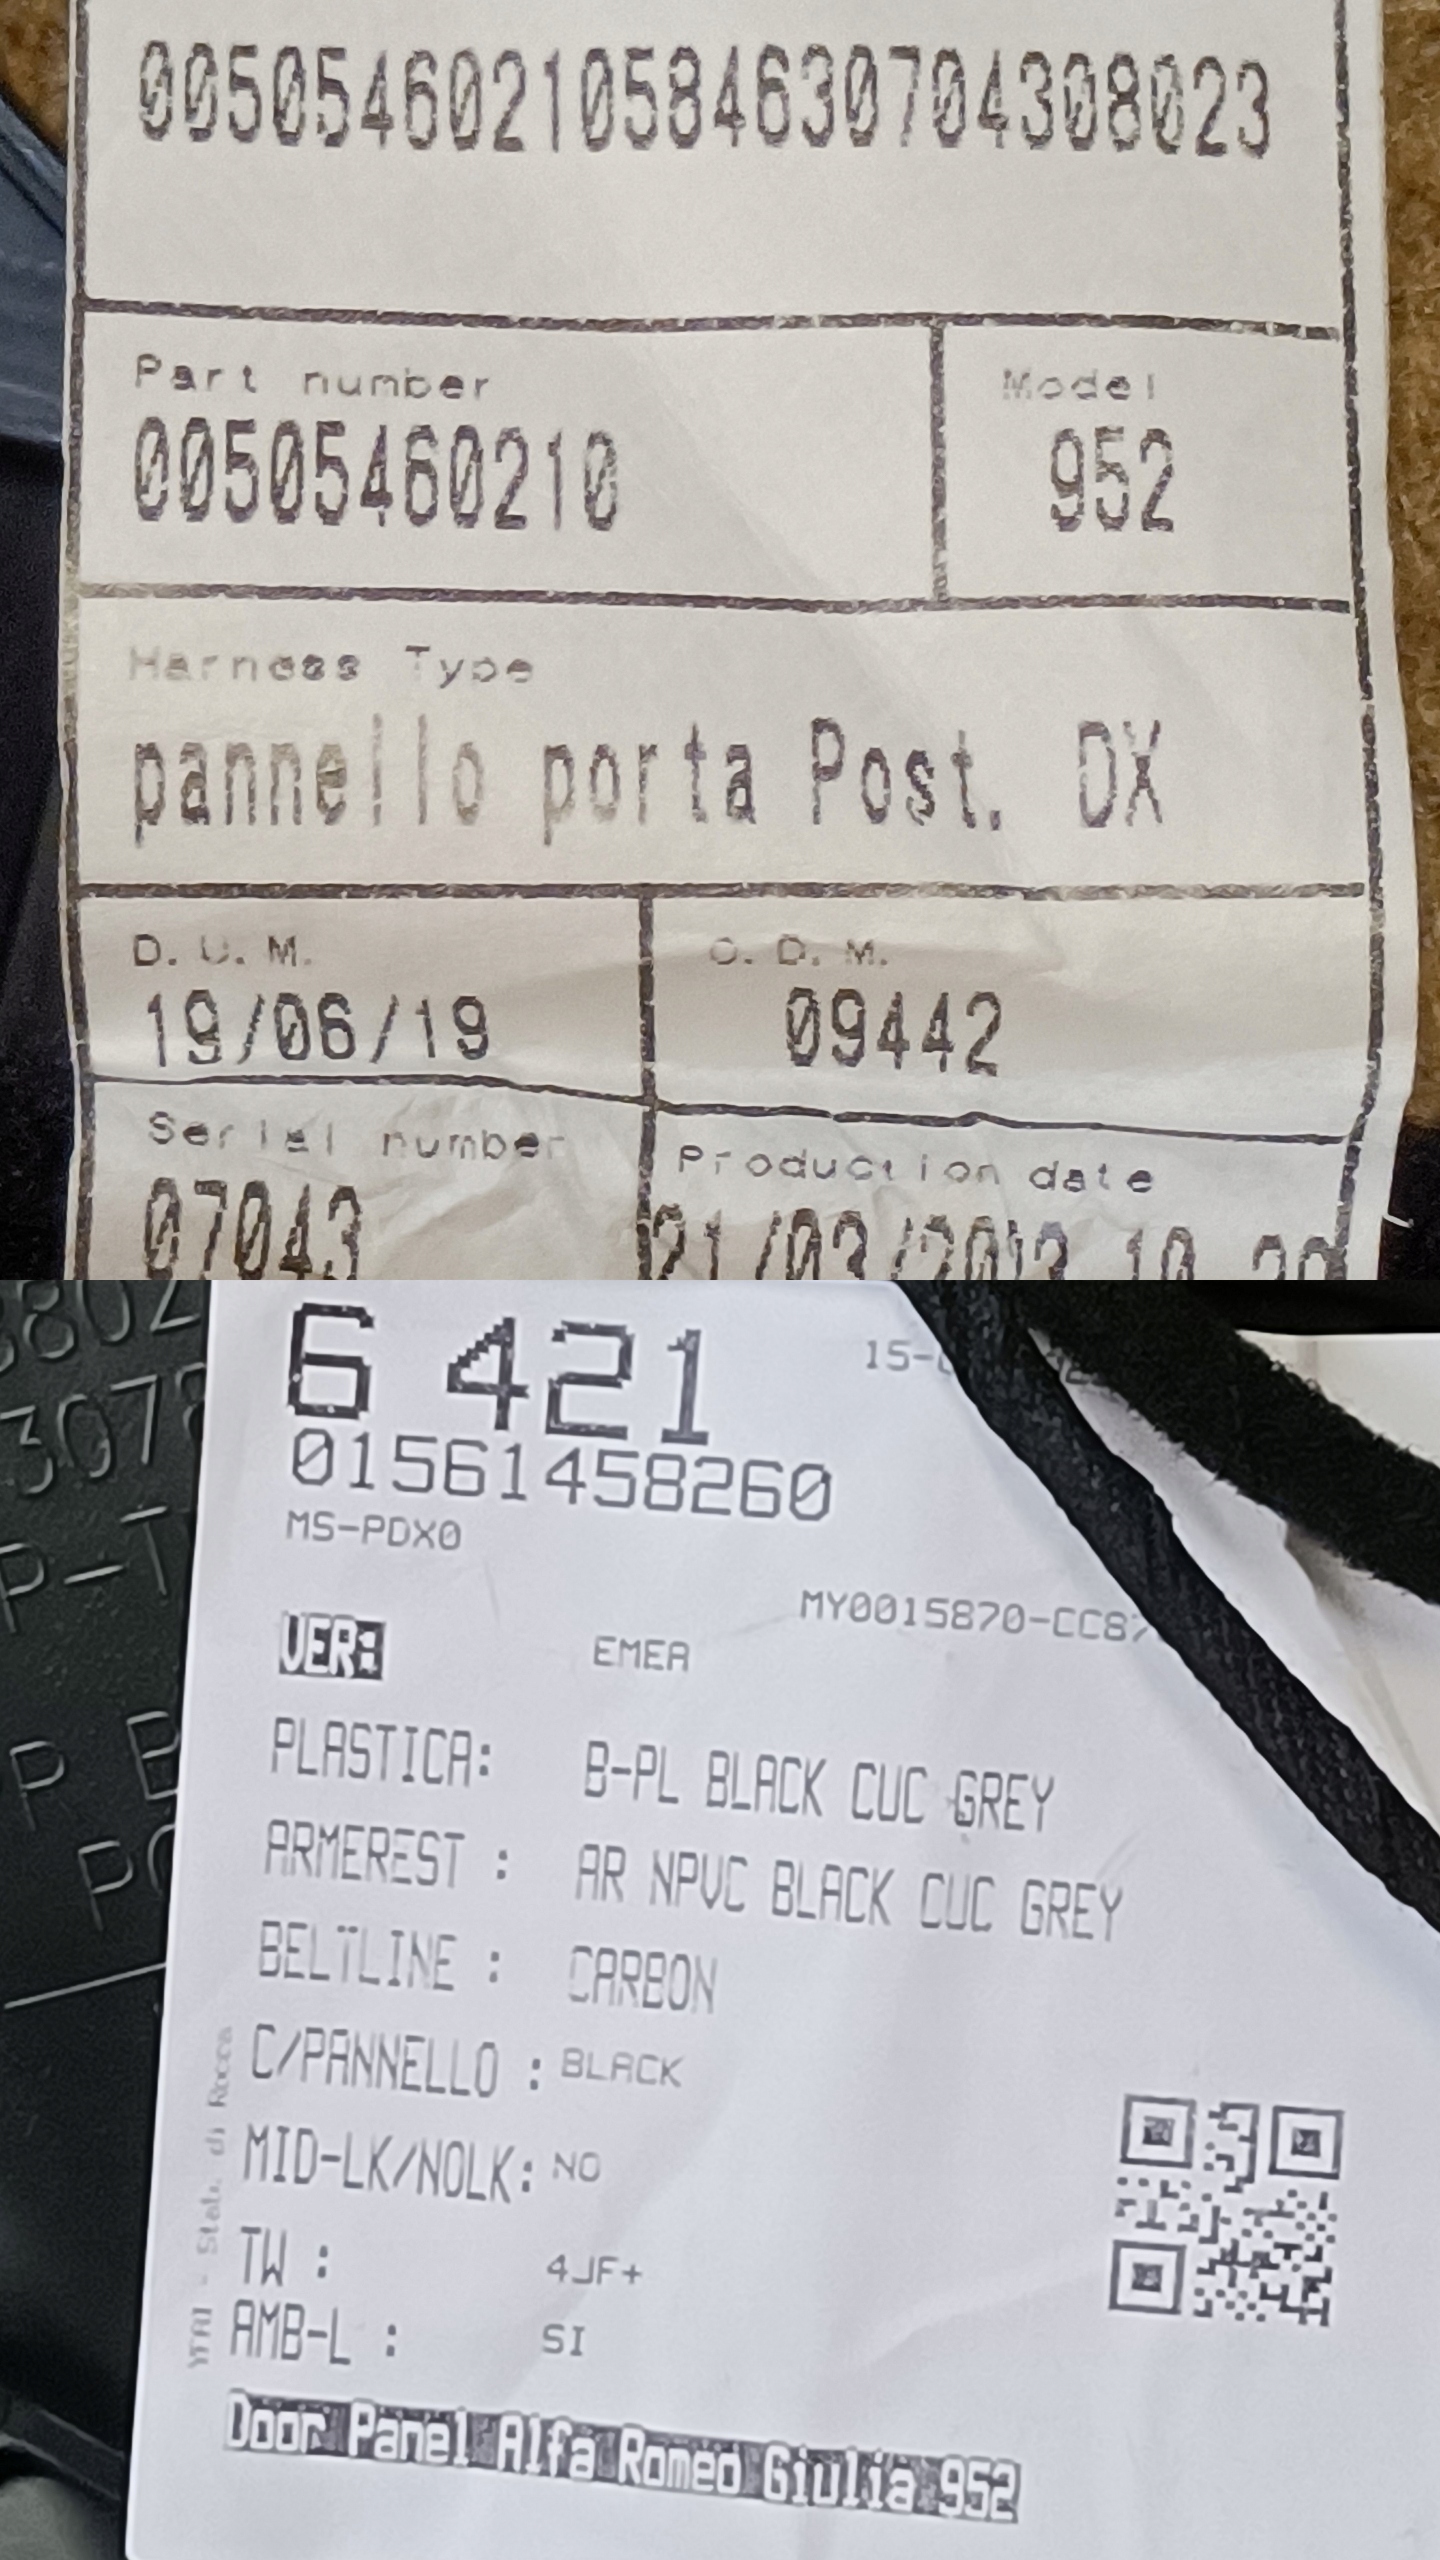 00505460210584630704308023
Part number
00505460210
Model
952
Harness Type
pannello porta Post. DX
D.U.M.
19/06/19
O.D.M.
09442
Serial number
07043
Production date
6 421
01561458260
MS-PDX0
MY0015870-CC87
VER:
EMEA
PLASTICA: B-PL BLACK CUC GREY
ARMEREST : AR NPVC BLACK CUC GREY
BELTLINE : CARBON
C/PANNELLO : BLACK
MID-LK/NOLK: NO
TW : 4JF+
AMB-L : SI
Door Panel Alfa Romeo Giulia 952